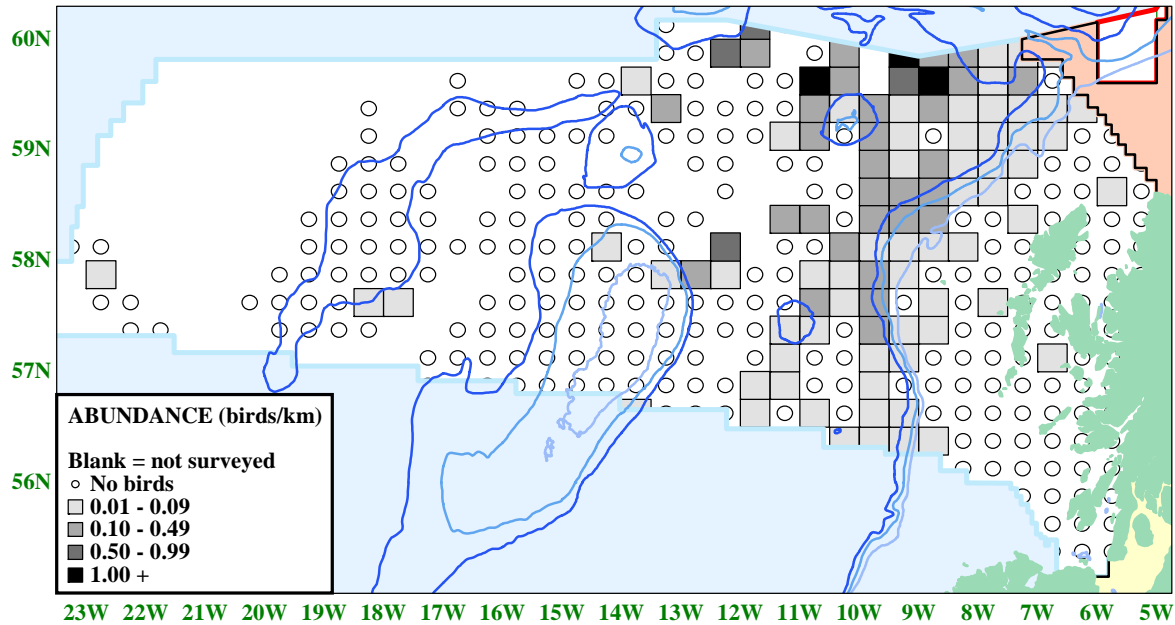 60N
59N
58N
57N
56N
ABUNDANCE (birds/km)
Blank = not surveyed
No birds
0.01 - 0.09
0.10 - 0.49
0.50 - 0.99
1.00 +
23W 22W 21W 20W 19W 18W 17W 16W 15W 14W 13W 12W 11W 10W 9W 8W 7W 6W 5W